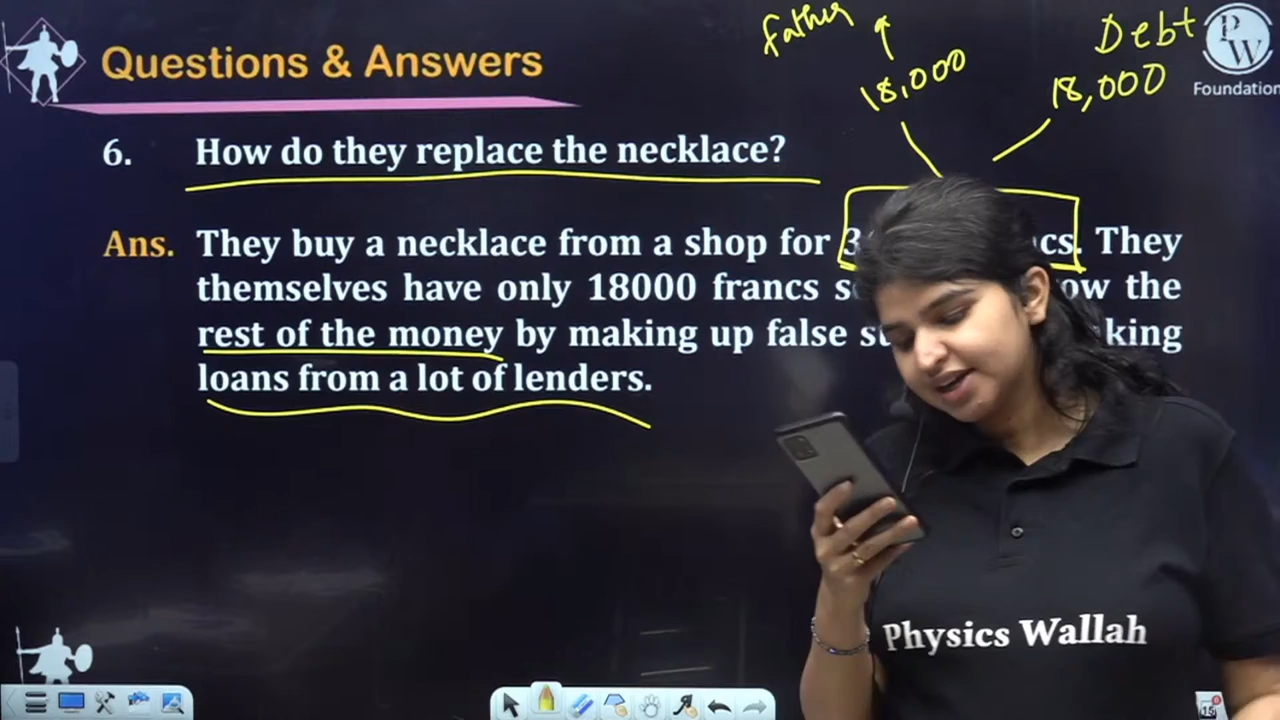 Father
18,000
Debt
18,000
PW
Foundation
Questions & Answers
6. How do they replace the necklace?
Ans. They buy a necklace from a shop for . They
themselves have only 18000 francs the
rest of the money by making up false
loans from a lot of lenders.
Physics Wallah
15